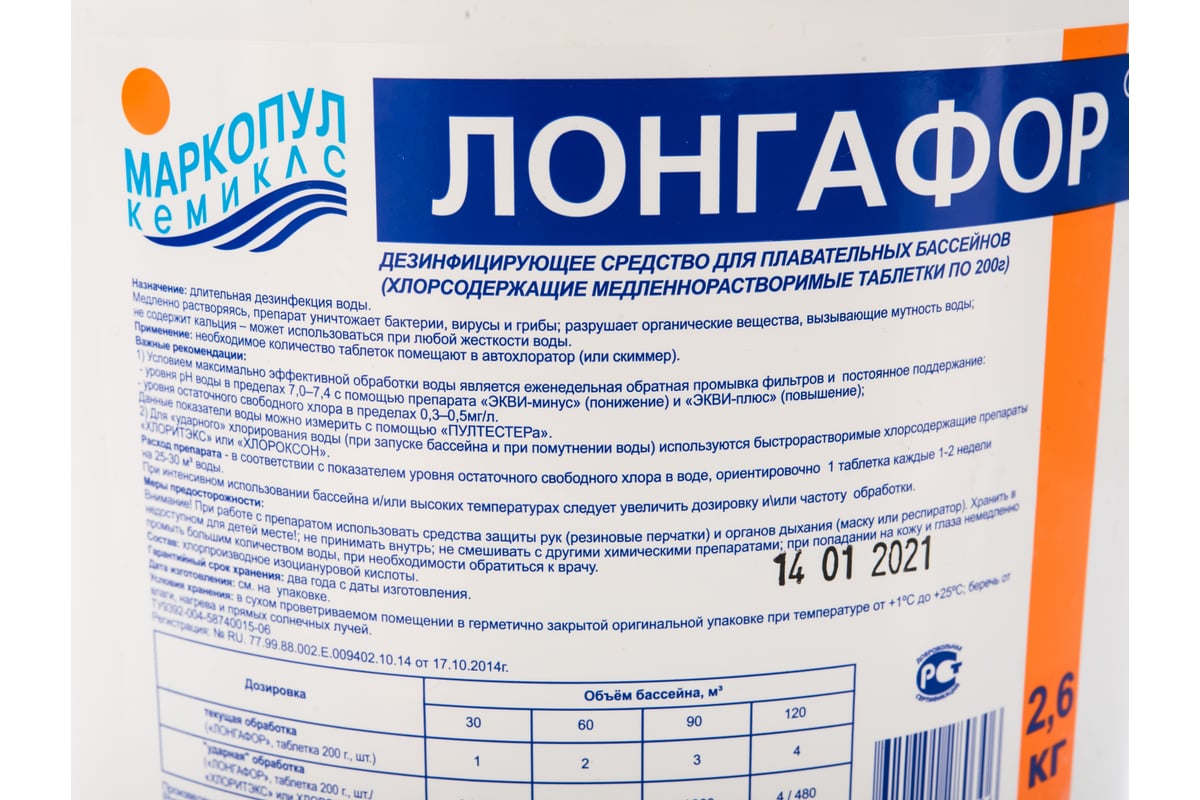 МАРКОПУЛ
кемиклс
ЛОНГАФОР
ДЕЗИНФИЦИРУЮЩЕЕ СРЕДСТВО ДЛЯ ПЛАВАТЕЛЬНЫХ БАССЕЙНОВ
(ХЛОРСОДЕРЖАЩИЕ МЕДЛЕННОРАСТВОРИМЫЕ ТАБЛЕТКИ ПО 200г)
Назначение: длительная дезинфекция воды.
Медленно растворяясь, препарат уничтожает бактерии, вирусы и грибы; разрушает органические вещества, вызывающие мутность воды;
не содержит кальция – может использоваться при любой жесткости воды.
Применение: необходимое количество таблеток помещают в автохлоратор (или скиммер).
Важные рекомендации:
1) Условием максимально эффективной обработки воды является еженедельная обратная промывка фильтров и постоянное поддержание:
- уровня pH воды в пределах 7,0–7,4 с помощью препарата «ЭКВИ-минус» (понижение) и «ЭКВИ-плюс» (повышение);
- уровня остаточного свободного хлора в пределах 0,3–0,5мг/л.
Данные показатели воды можно измерить с помощью «ПУЛТЕСТЕРа».
2) Для «ударного» хлорирования воды (при запуске бассейна и при помутнении воды) используются быстрорастворимые хлорсодержащие препараты
«ХЛОРИТЭКС» или «ХЛОРОКСОН».
Расход препарата - в соответствии с показателем уровня остаточного свободного хлора в воде, ориентировочно 1 таблетка каждые 1-2 недели
на 25-30 м³ воды.
При интенсивном использовании бассейна и/или высоких температурах следует увеличить дозировку и\или частоту обработки.
Меры предосторожности:
Внимание! При работе с препаратом использовать средства защиты рук (резиновые перчатки) и органов дыхания (маску или респиратор). Хранить в
недоступном для детей месте!; не принимать внутрь; не смешивать с другими химическими препаратами; при попадании на кожу и глаза немедленно
промыть большим количеством воды, при необходимости обратиться к врачу.
Состав: хлорпроизводное изоциануровой кислоты.
Гарантийный срок хранения: два года с даты изготовления.
14 01 2021
Дата изготовления: см. на упаковке.
Условия хранения: в сухом проветриваемом помещении в герметично закрытой оригинальной упаковке при температуре от +1ºС до +25ºС; беречь от
влаги, нагрева и прямых солнечных лучей.
ТУ9392-004-58740015-06
Регистрация: № RU. 77.99.88.002.Е.009402.10.14 от 17.10.2014г.
ДОБРОВОЛЬНАЯ
РСТ
СЕРТИФИКАЦИЯ
Дозировка
Объём бассейна, м³
30 60 90 120
текущая обработка
(«ЛОНГАФОР», таблетка 200 г., шт.)
1 2 3 4
"ударная" обработка
(«ЛОНГАФОР», таблетка 200 г., шт./
4 / 480
2,6
кг